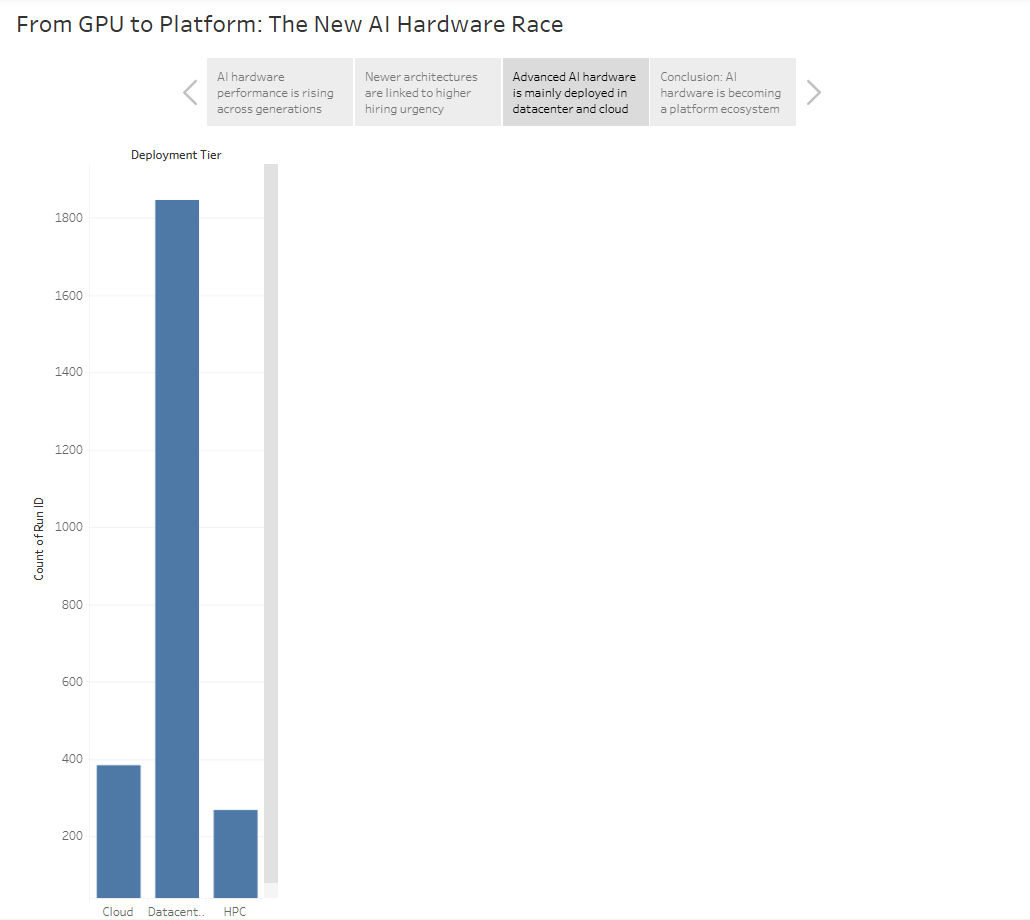 From GPU to Platform: The New AI Hardware Race
AI hardware
performance is rising
across generations
Newer architectures
are linked to higher
hiring urgency
Advanced AI hardware
is mainly deployed in
datacenter and cloud
Conclusion: AI
hardware is becoming
a platform ecosystem
Deployment Tier
1800
1600
1400
1200
1000
800
600
400
200
Count of Run ID
Cloud
Datacent..
HPC